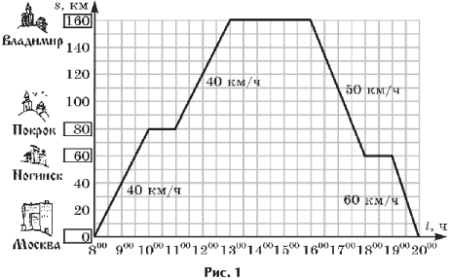 s, км
160
Владимир
140
120
100
80
Покрок
60
Ногинск
40
20
Москва
0
40 км/ч
50 км/ч
40 км/ч
60 км/ч
t, ч
8⁰⁰ 9⁰⁰ 10⁰⁰ 11⁰⁰ 12⁰⁰ 13⁰⁰ 14⁰⁰ 15⁰⁰ 16⁰⁰ 17⁰⁰ 18⁰⁰ 19⁰⁰ 20⁰⁰
Рис. 1